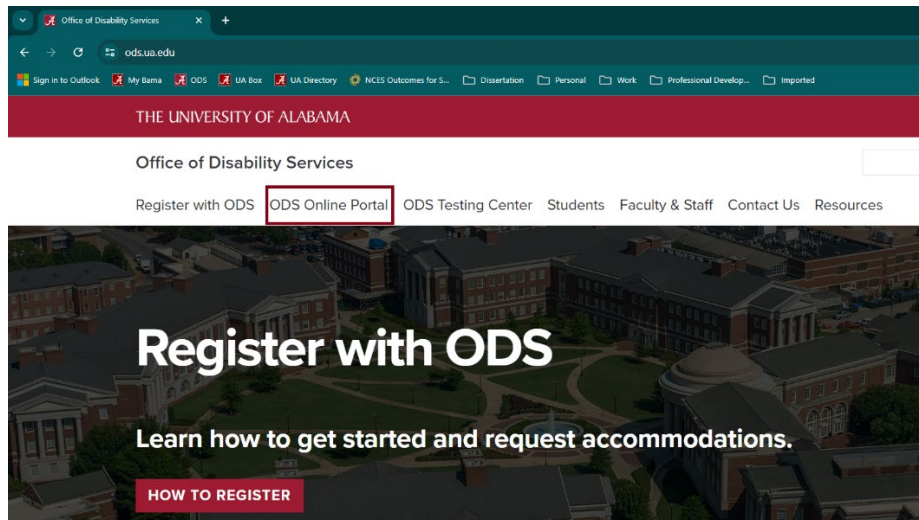 Office of Disability Services
ods.ua.edu
Sign in to Outlook My Bama ODS UA Box UA Directory NCES Outcomes for S... Dissertation Personal Work Professional Develop... Imported
THE UNIVERSITY OF ALABAMA
Office of Disability Services
Register with ODS ODS Online Portal ODS Testing Center Students Faculty & Staff Contact Us Resources
Register with ODS
Learn how to get started and request accommodations.
HOW TO REGISTER